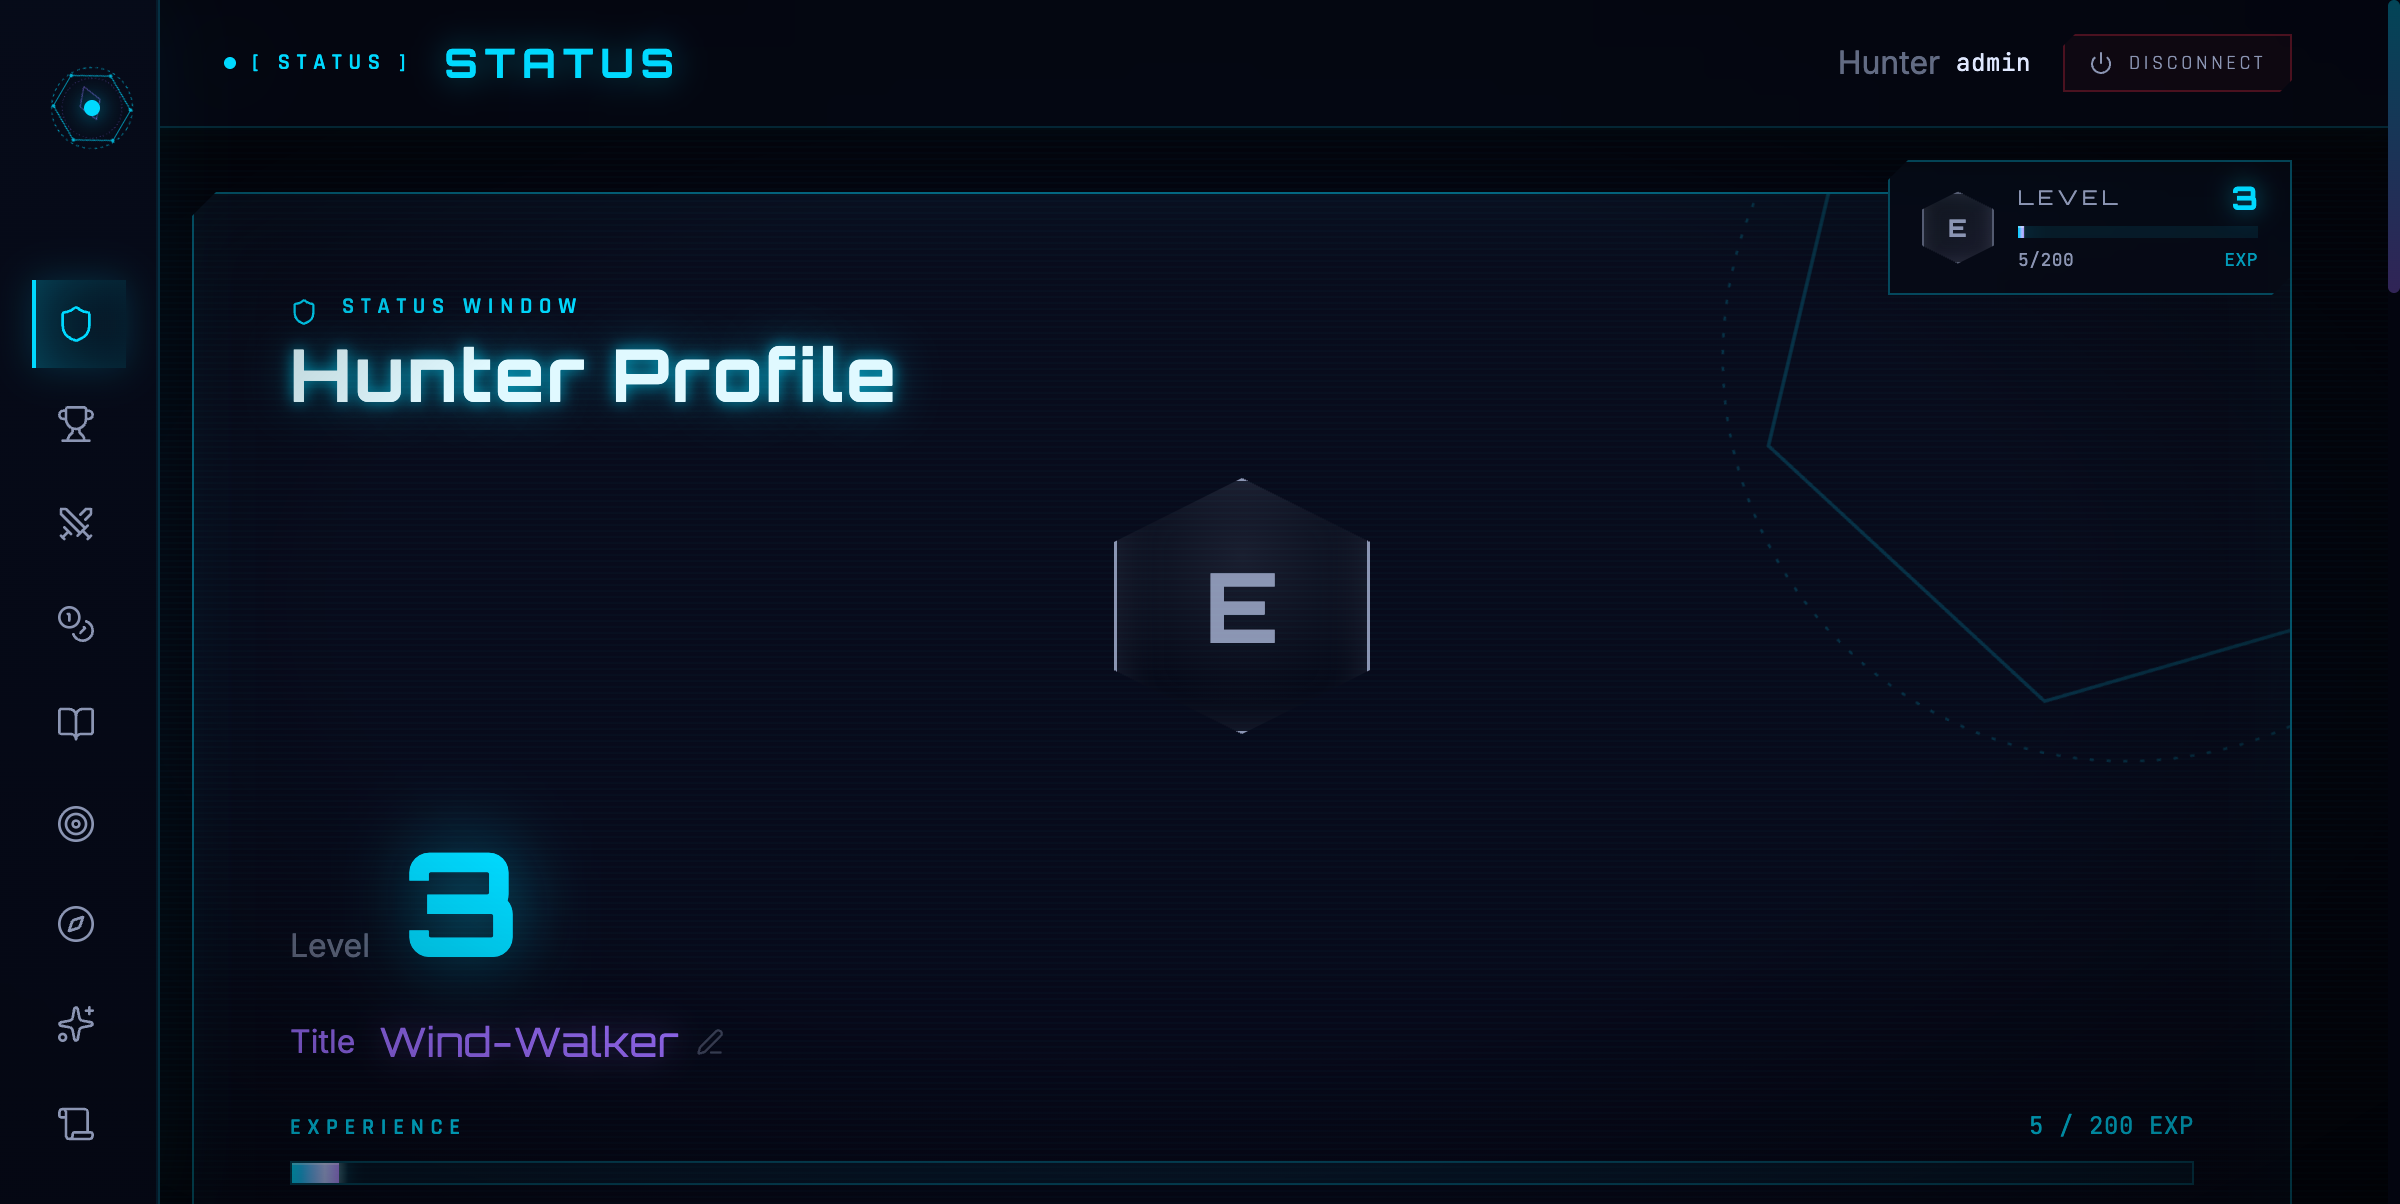 [ STATUS ] STATUS
Hunter admin
DISCONNECT
LEVEL 3
E
5/200 EXP
STATUS WINDOW
Hunter Profile
E
Level 3
Title Wind-Walker
EXPERIENCE 5 / 200 EXP